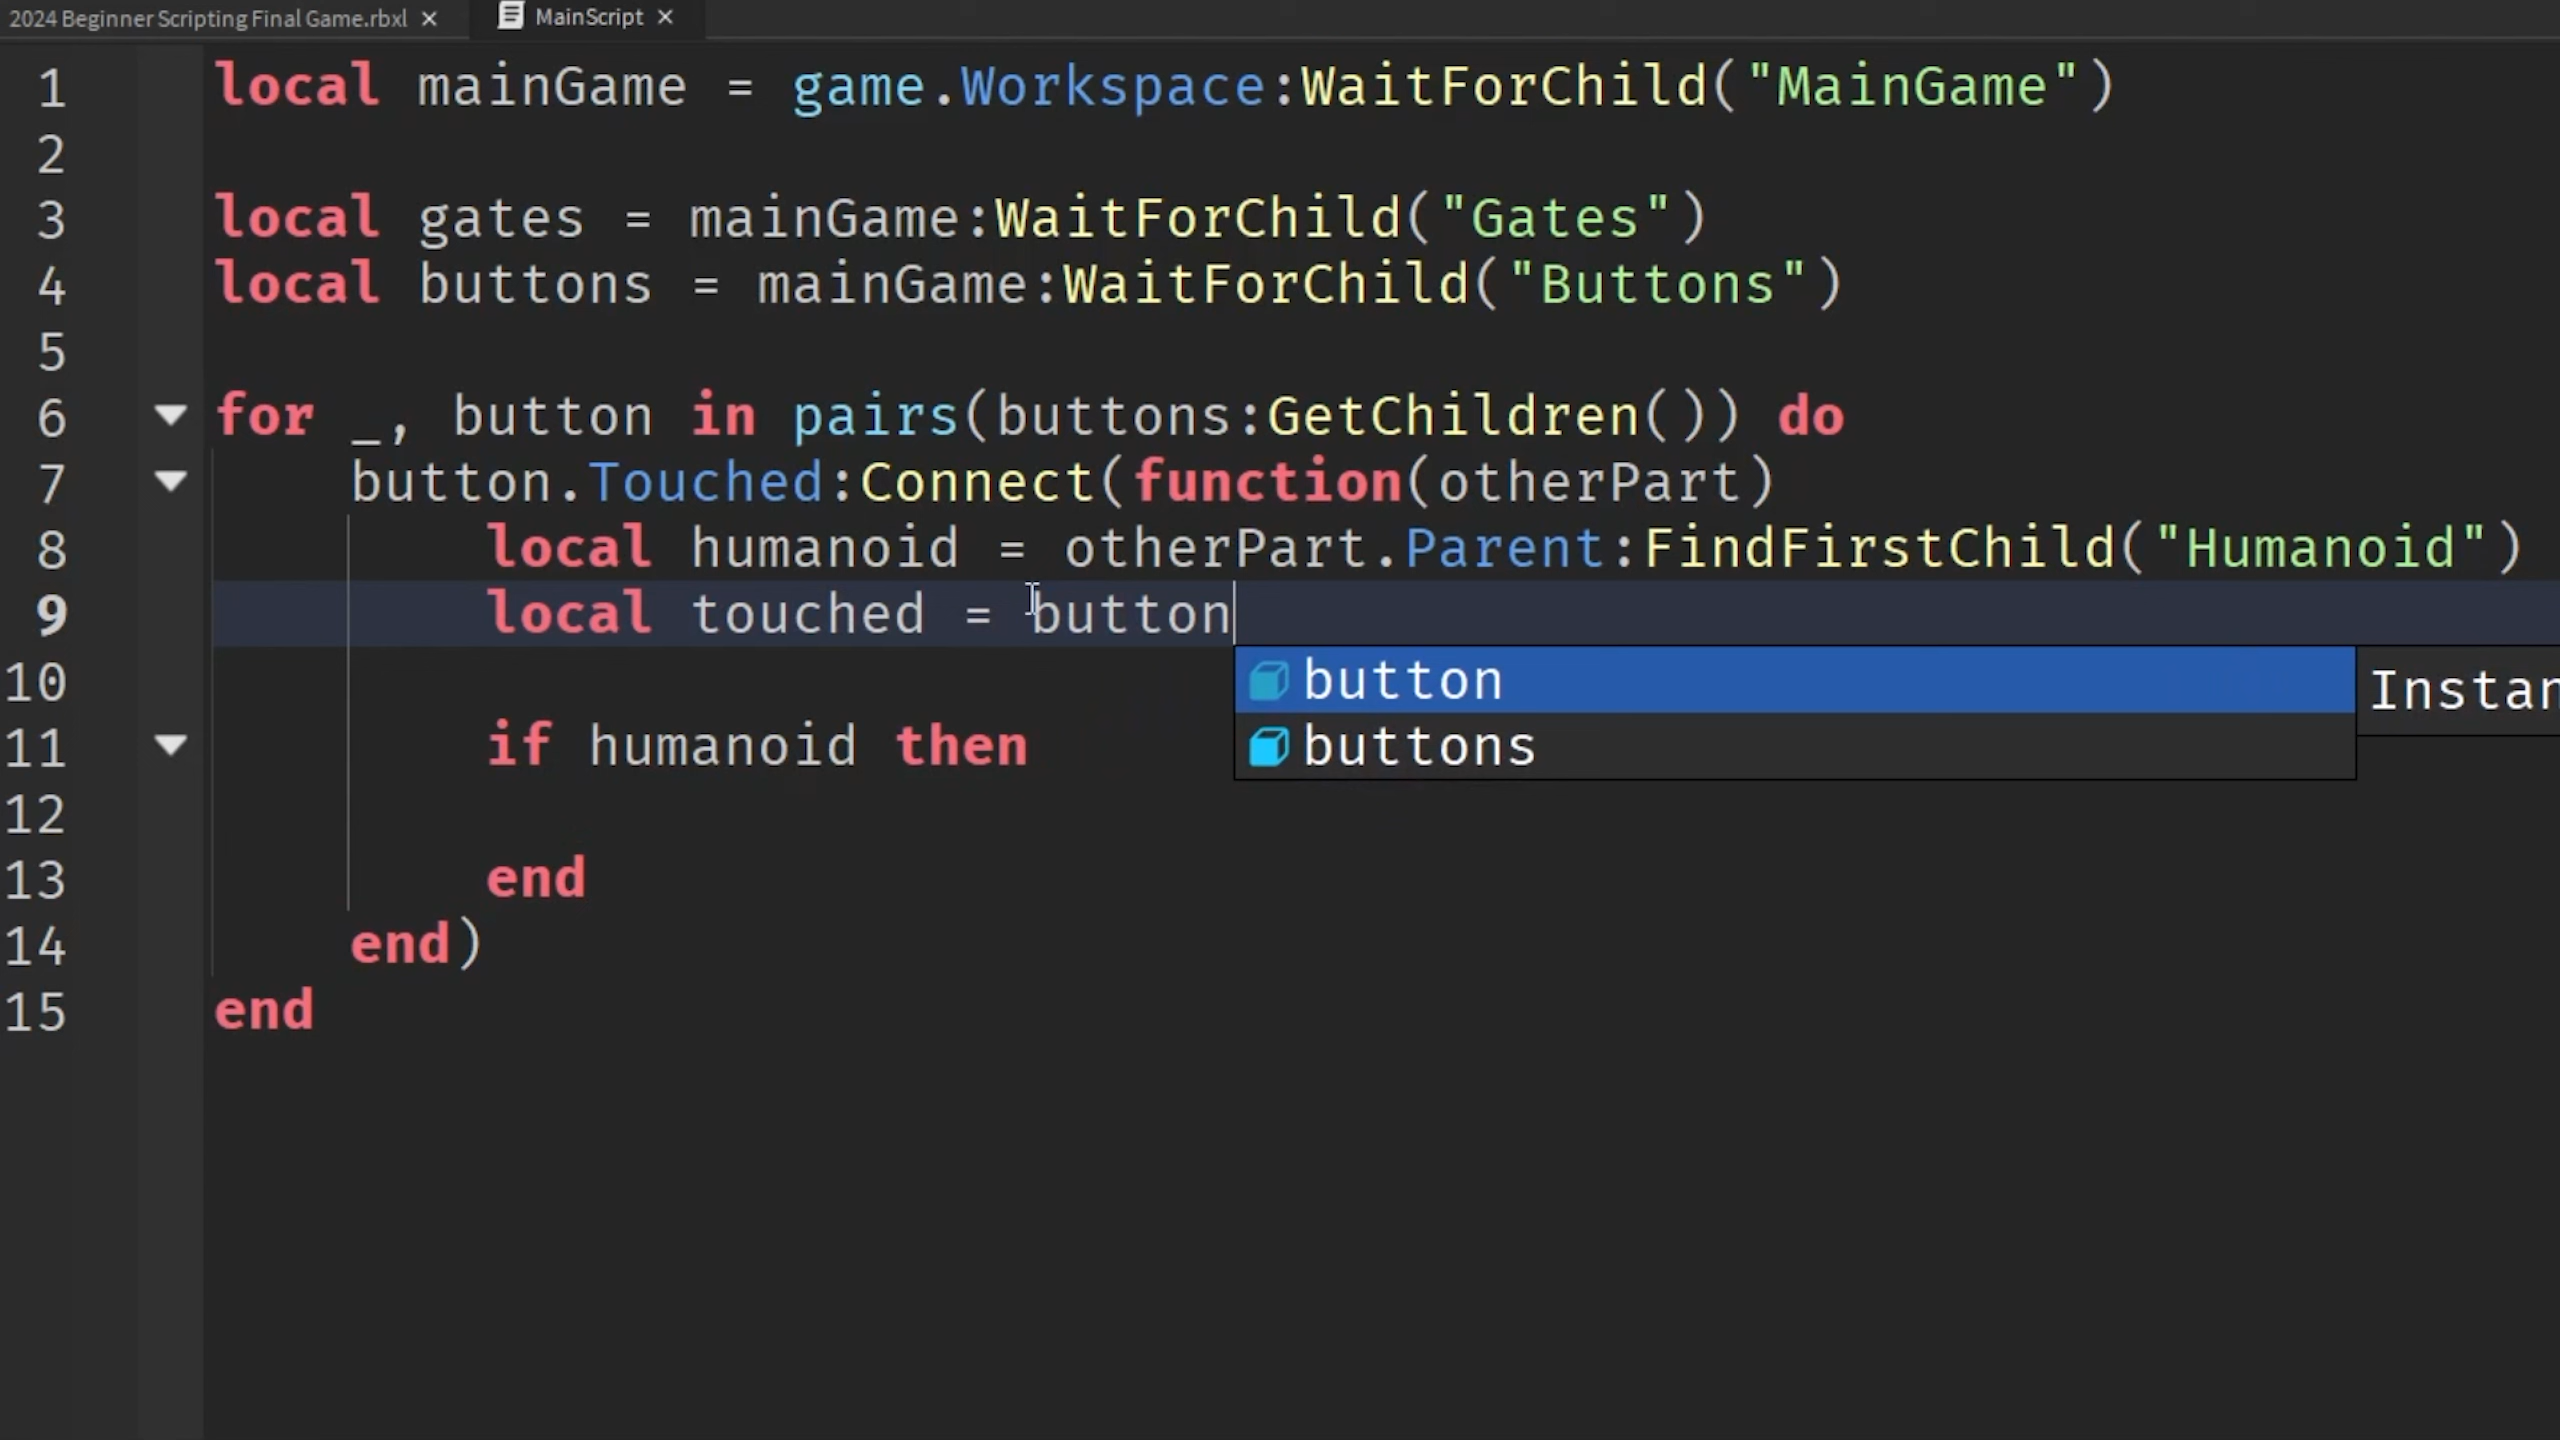 2024 Beginner Scripting Final Game.rbxl × MainScript ×
1 local mainGame = game.Workspace:WaitForChild("MainGame")
2
3 local gates = mainGame:WaitForChild("Gates")
4 local buttons = mainGame:WaitForChild("Buttons")
5
6 for _, button in pairs(buttons:GetChildren()) do
7 button.Touched:Connect(function(otherPart)
8 local humanoid = otherPart.Parent:FindFirstChild("Humanoid")
9 local touched = button
button Instan
10
11 if humanoid then
buttons
12
13 end
14 end)
15 end